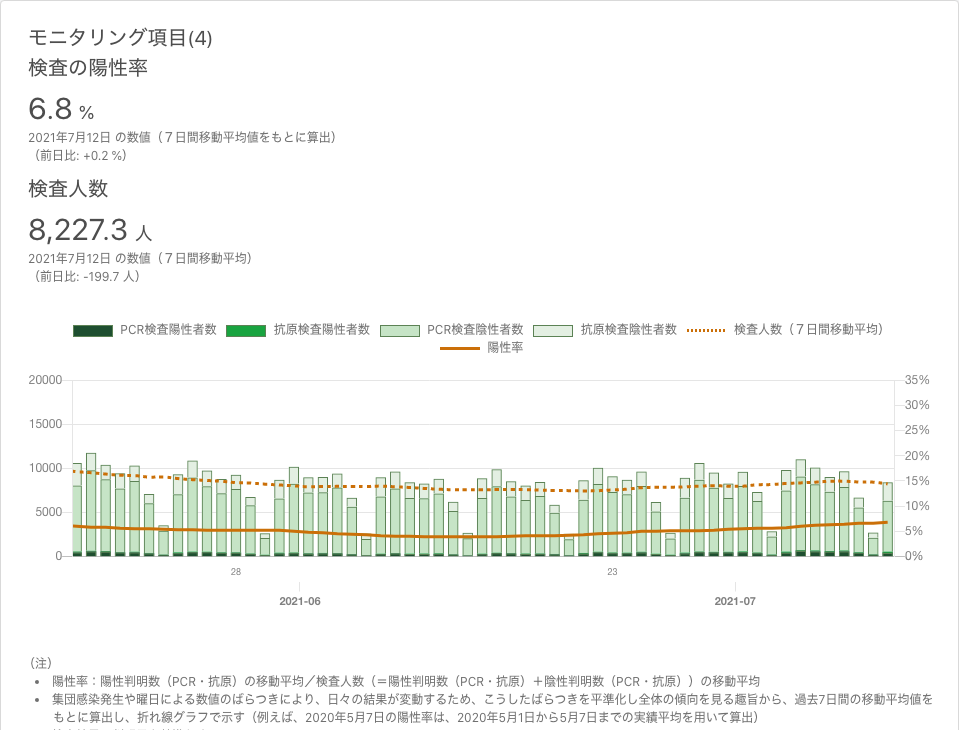 モニタリング項目(4)
検査の陽性率
6.8 %
2021年7月12日 の数値（７日間移動平均値をもとに算出）
（前日比: +0.2 %）
検査人数
8,227.3 人
2021年7月12日 の数値（７日間移動平均）
（前日比: -199.7 人）
PCR検査陽性者数 抗原検査陽性者数 PCR検査陰性者数 抗原検査陰性者数 検査人数（７日間移動平均）
陽性率
20000 35%
30%
15000 25%
20%
10000 15%
5000 10%
5%
0 0%
28 23
2021-06 2021-07
（注）
• 陽性率：陽性判明数（PCR・抗原）の移動平均／検査人数（＝陽性判明数（PCR・抗原）＋陰性判明数（PCR・抗原））の移動平均
• 集団感染発生や曜日による数値のばらつきにより、日々の結果が変動するため、こうしたばらつきを平準化し全体の傾向を見る趣旨から、過去7日間の移動平均値を
もとに算出し、折れ線グラフで示す（例えば、2020年5月7日の陽性率は、2020年5月1日から5月7日までの実績平均を用いて算出）